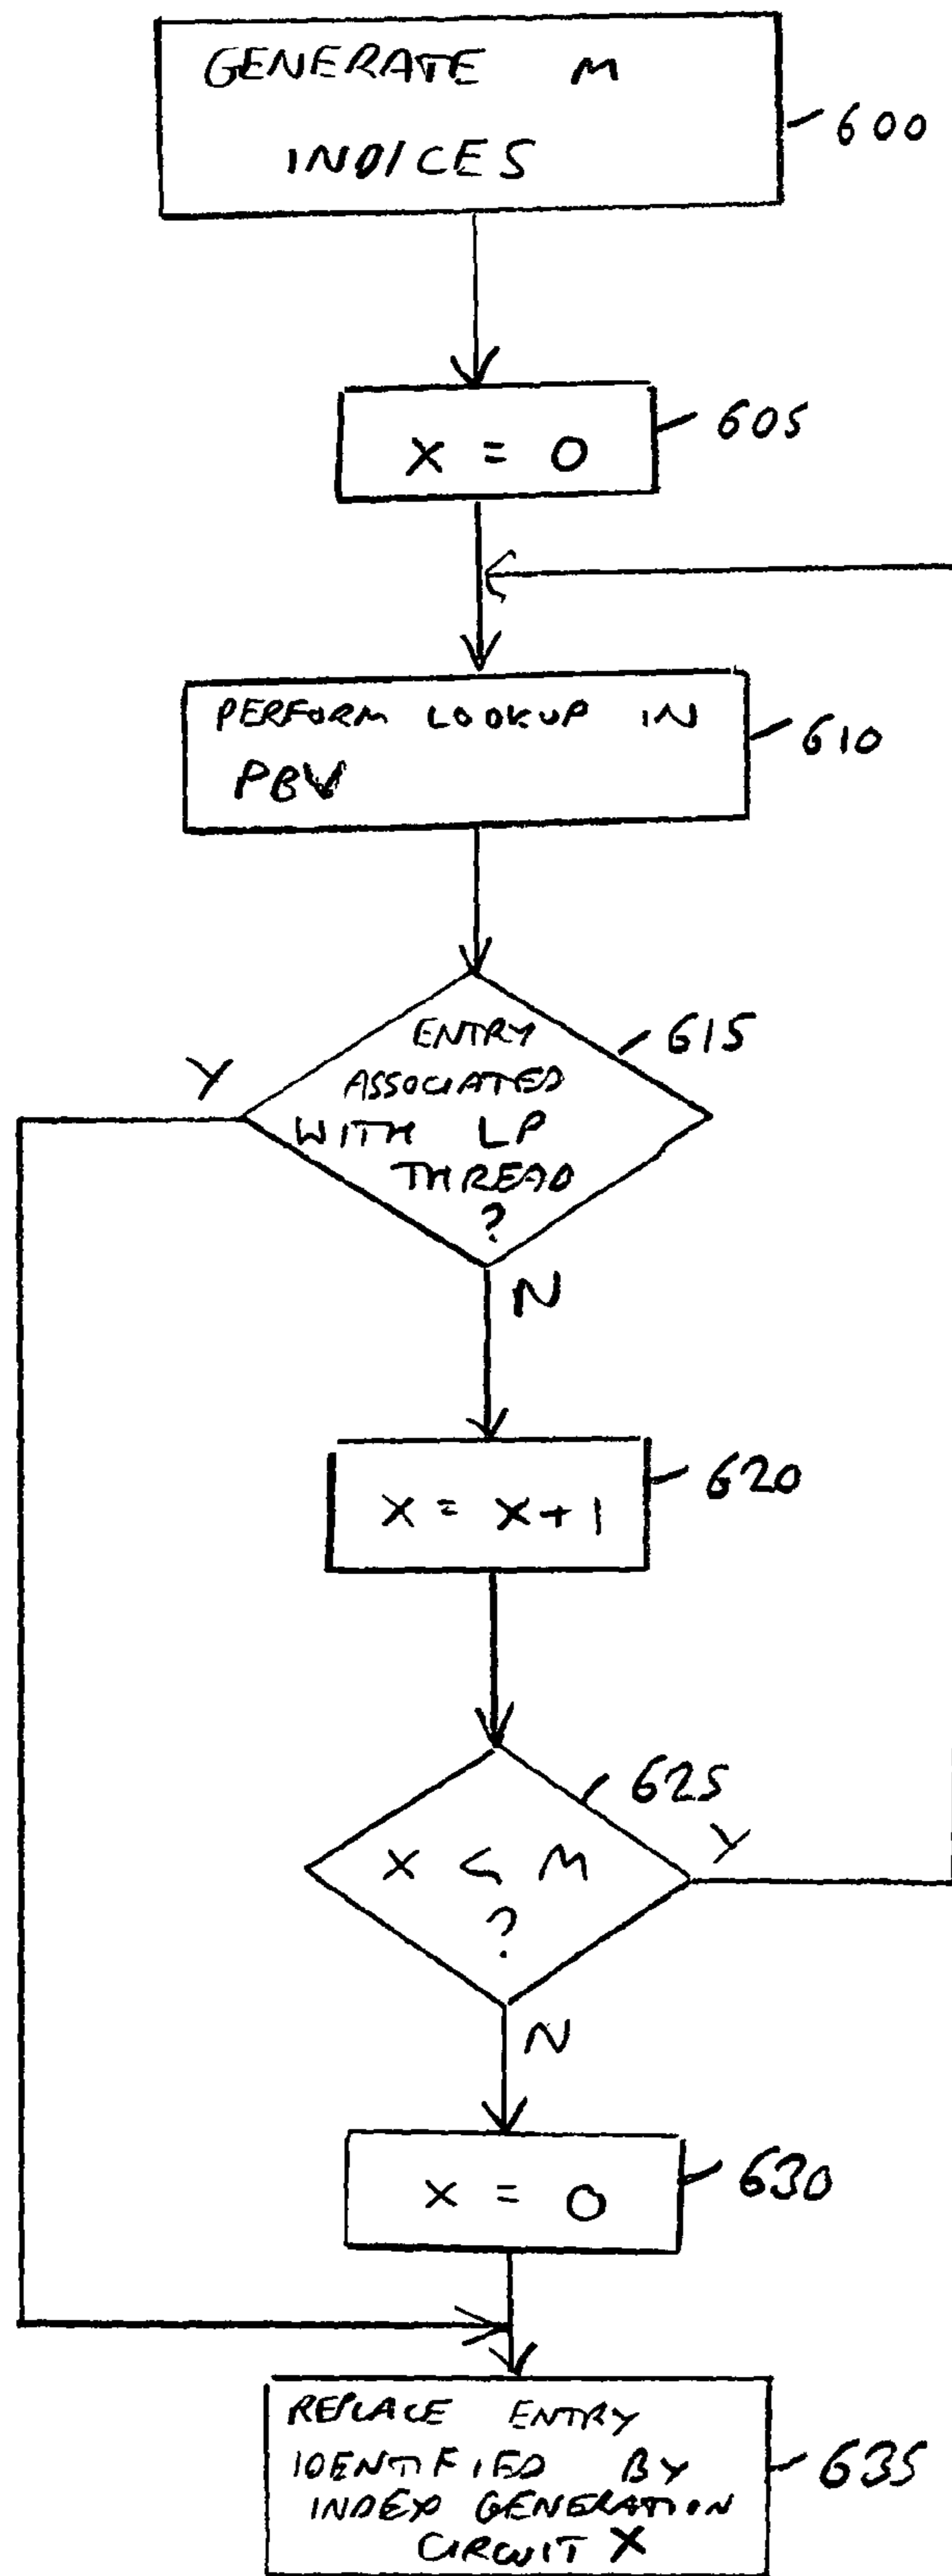 GENERATE M
INDICES
600
X = 0
605
PERFORM LOOKUP IN
PBV
610
ENTRY
ASSOCIATED
WITH LP
THREAD
?
615
Y
N
X = X + 1
620
X < M
?
625
Y
N
X = 0
630
REPLACE ENTRY
IDENTIFIED BY
INDEX GENERATION
CIRCUIT X
635